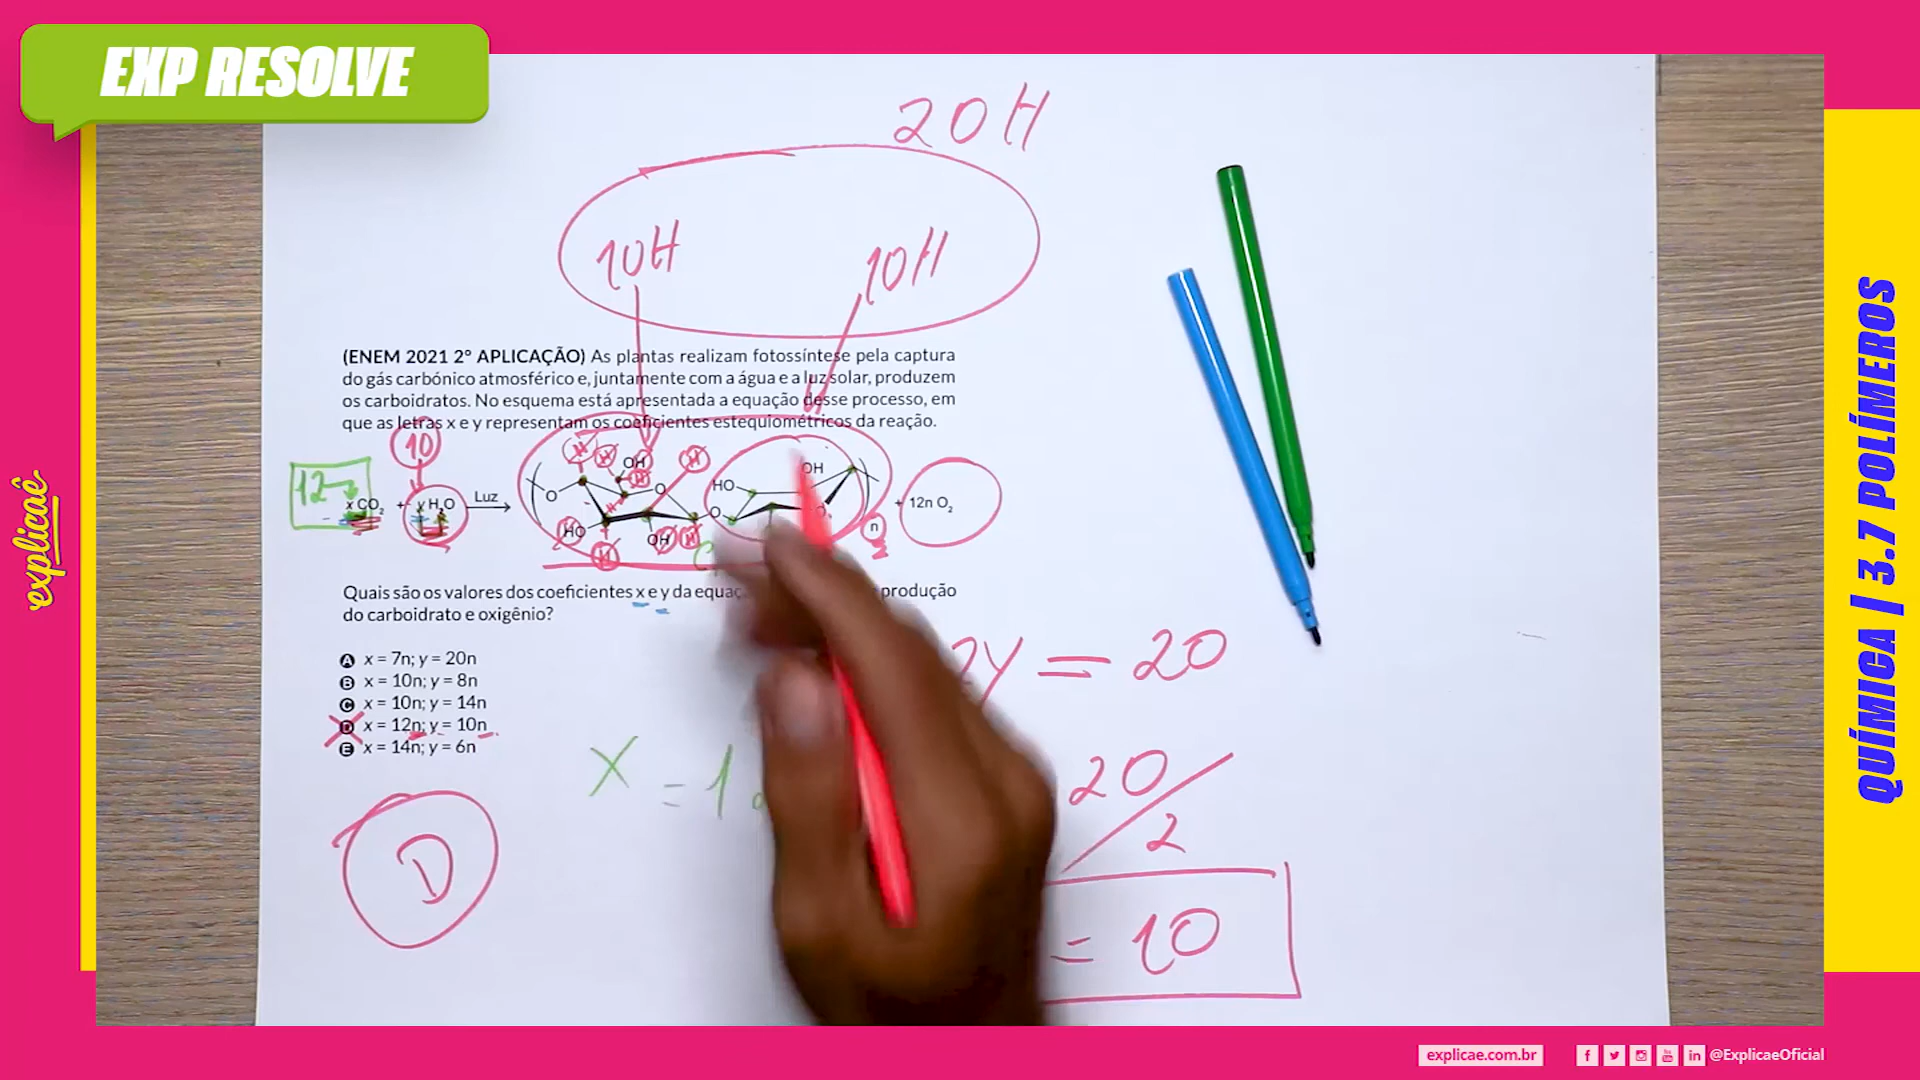 EXP RESOLVE
explicaê
20H
10H 10H
(ENEM 2021 2° APLICAÇÃO) As plantas realizam fotossíntese pela captura
do gás carbónico atmosférico e, juntamente com a água e a luz solar, produzem
os carboidratos. No esquema está apresentada a equação desse processo, em
que as letras x e y representam os coeficientes estequiométricos da reação.
10
12
x CO₂ + y H₂O Luz
H H H H H
OH
O O
HO OH H H H
O
HO OH
n
+ 12n O₂
Quais são os valores dos coeficientes x e y da produção
do carboidrato e oxigênio?
A x = 7n; y = 20n
B x = 10n; y = 8n
C x = 10n; y = 14n
D x = 12n; y = 10n
E x = 14n; y = 6n
D
X = 1
2y = 20
20/2
= 10
QUÍMICA | 3.7 POLÍMEROS
explicae.com.br
@ExplicaeOficial